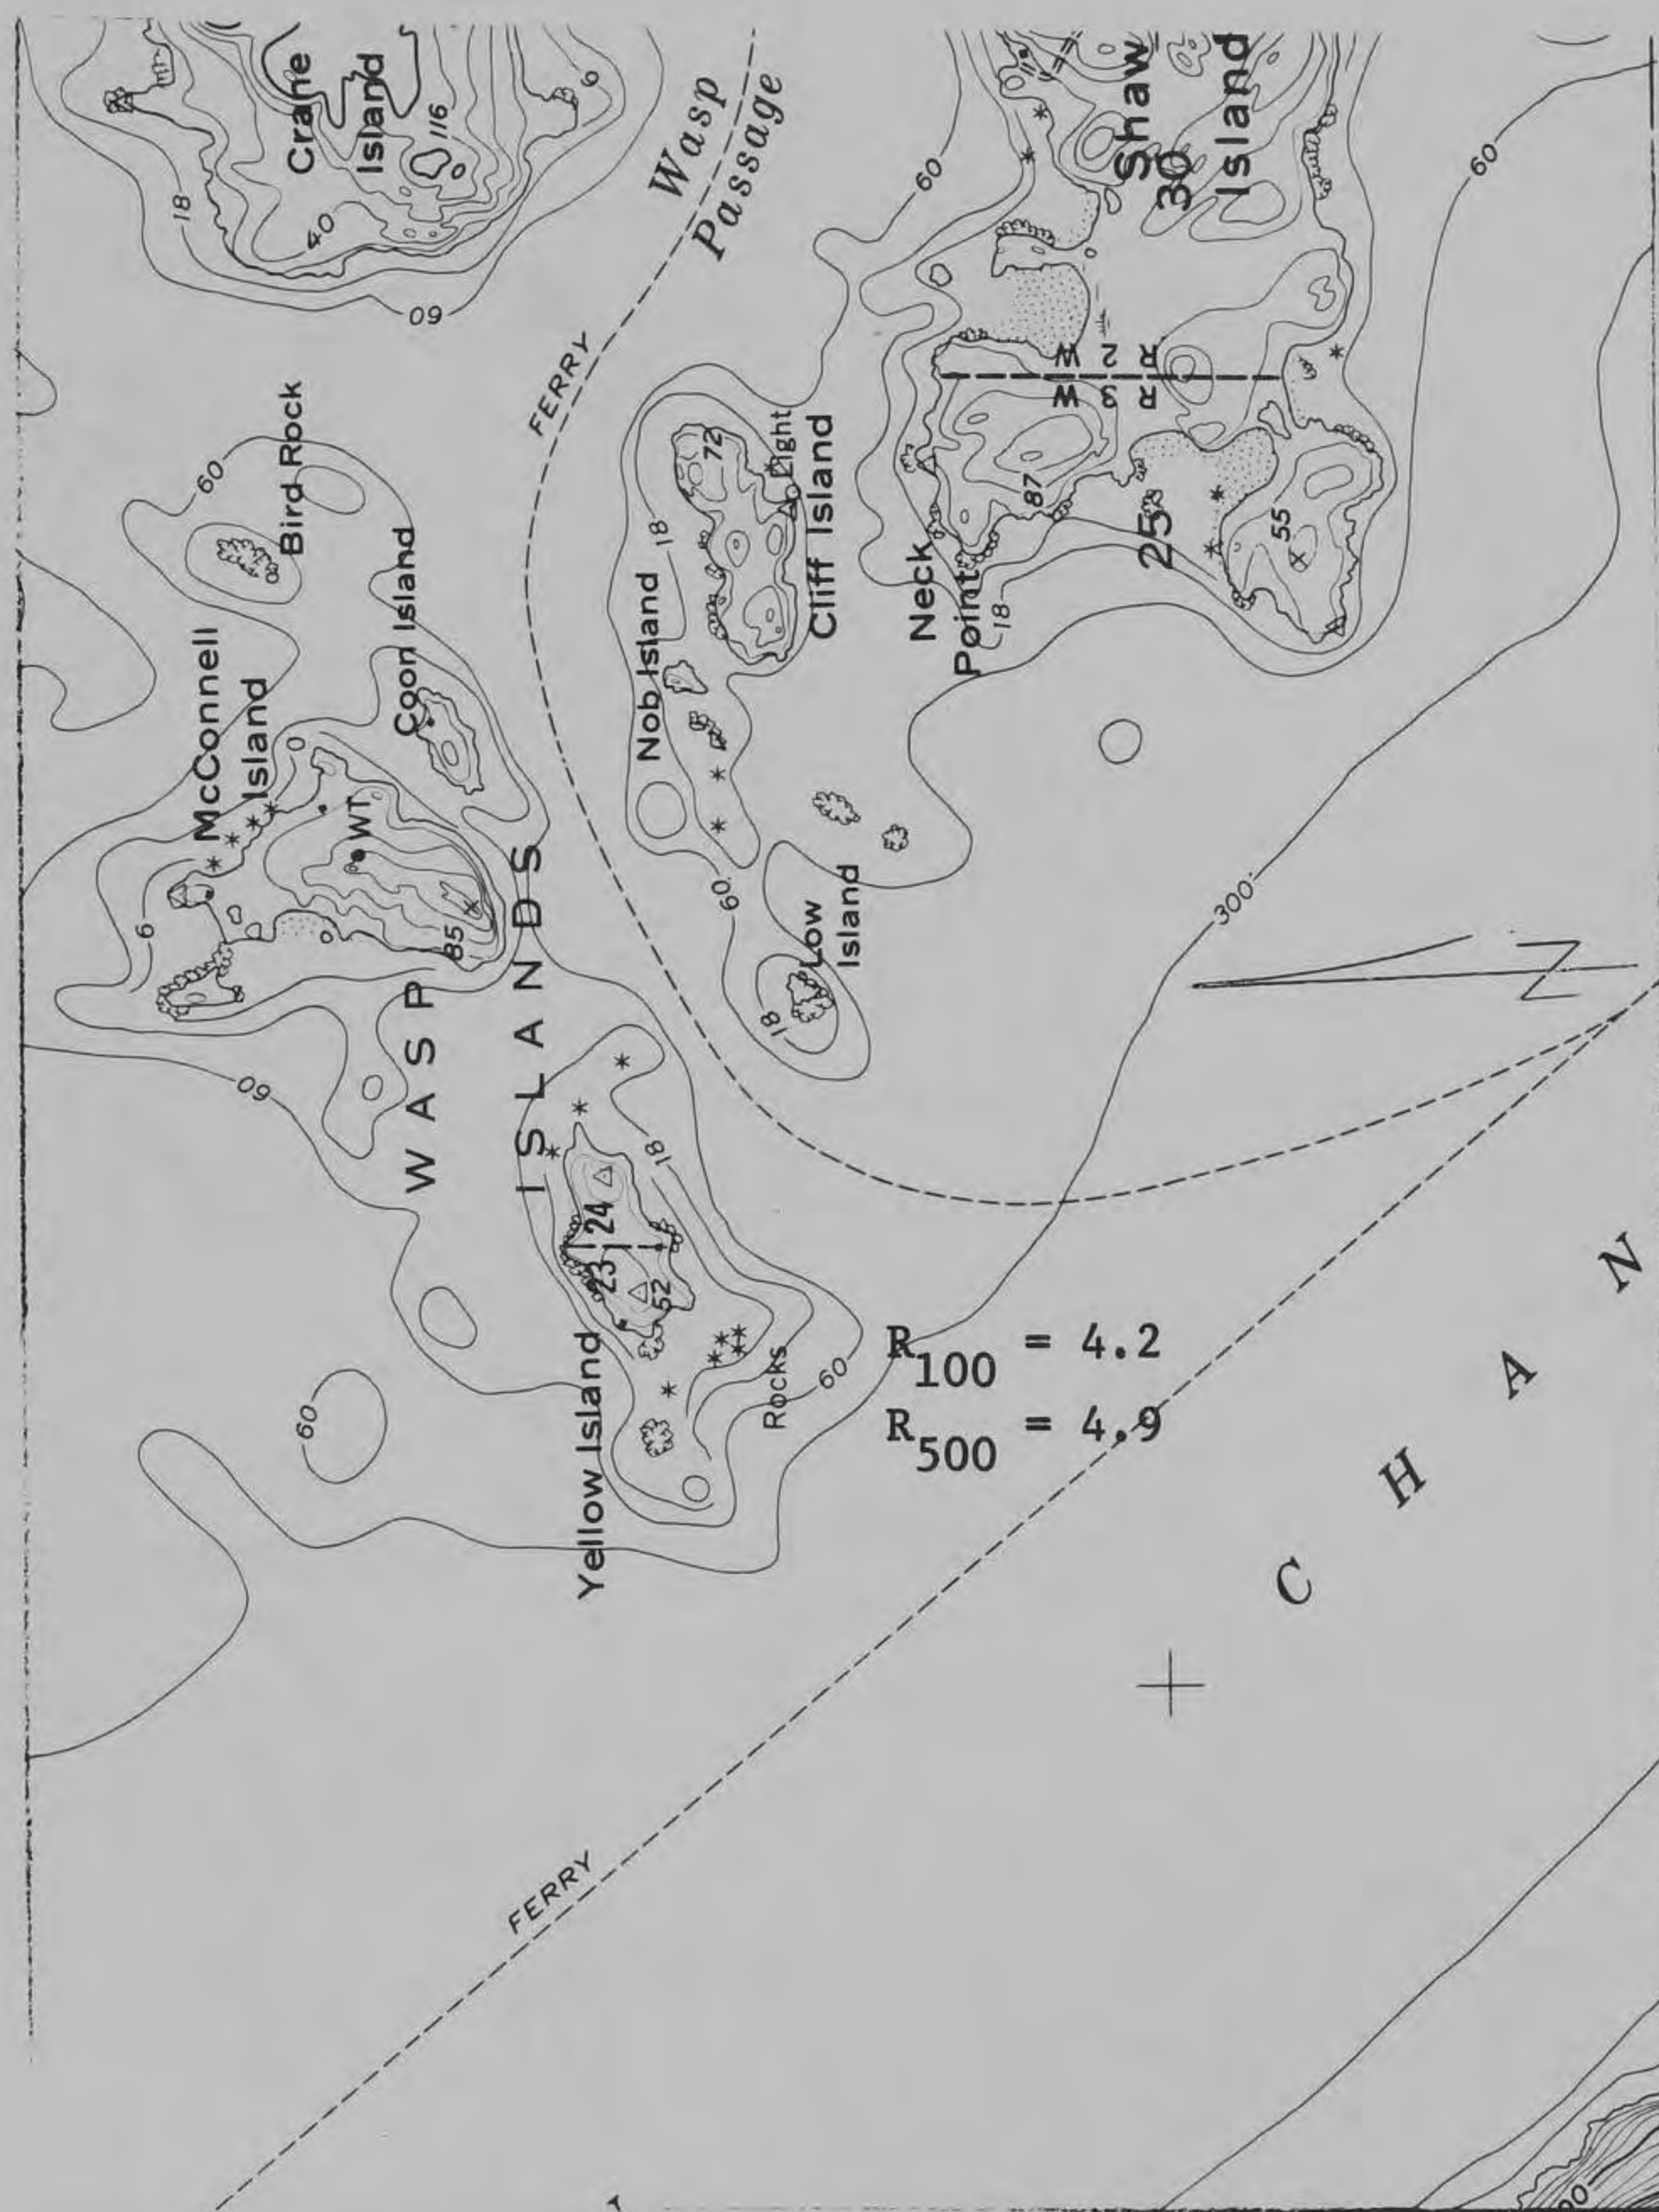 Crane
Island
116
40
18
6
60
Wasp
Passage
FERRY
Shaw
Island
30
60
60
Bird Rock
60
Coon Island
McConnell
Island
WT
6
85
60
WASP
ISLANDS
72
Light
Cliff Island
18
Nob Island
60
Low
Island
18
R 2 W
R 3 W
Neck
Point
87
18
25
55
300
N
24
23
52
18
Yellow Island
Rocks
60
60
R100 = 4.2
R500 = 4.9
FERRY
C H A N